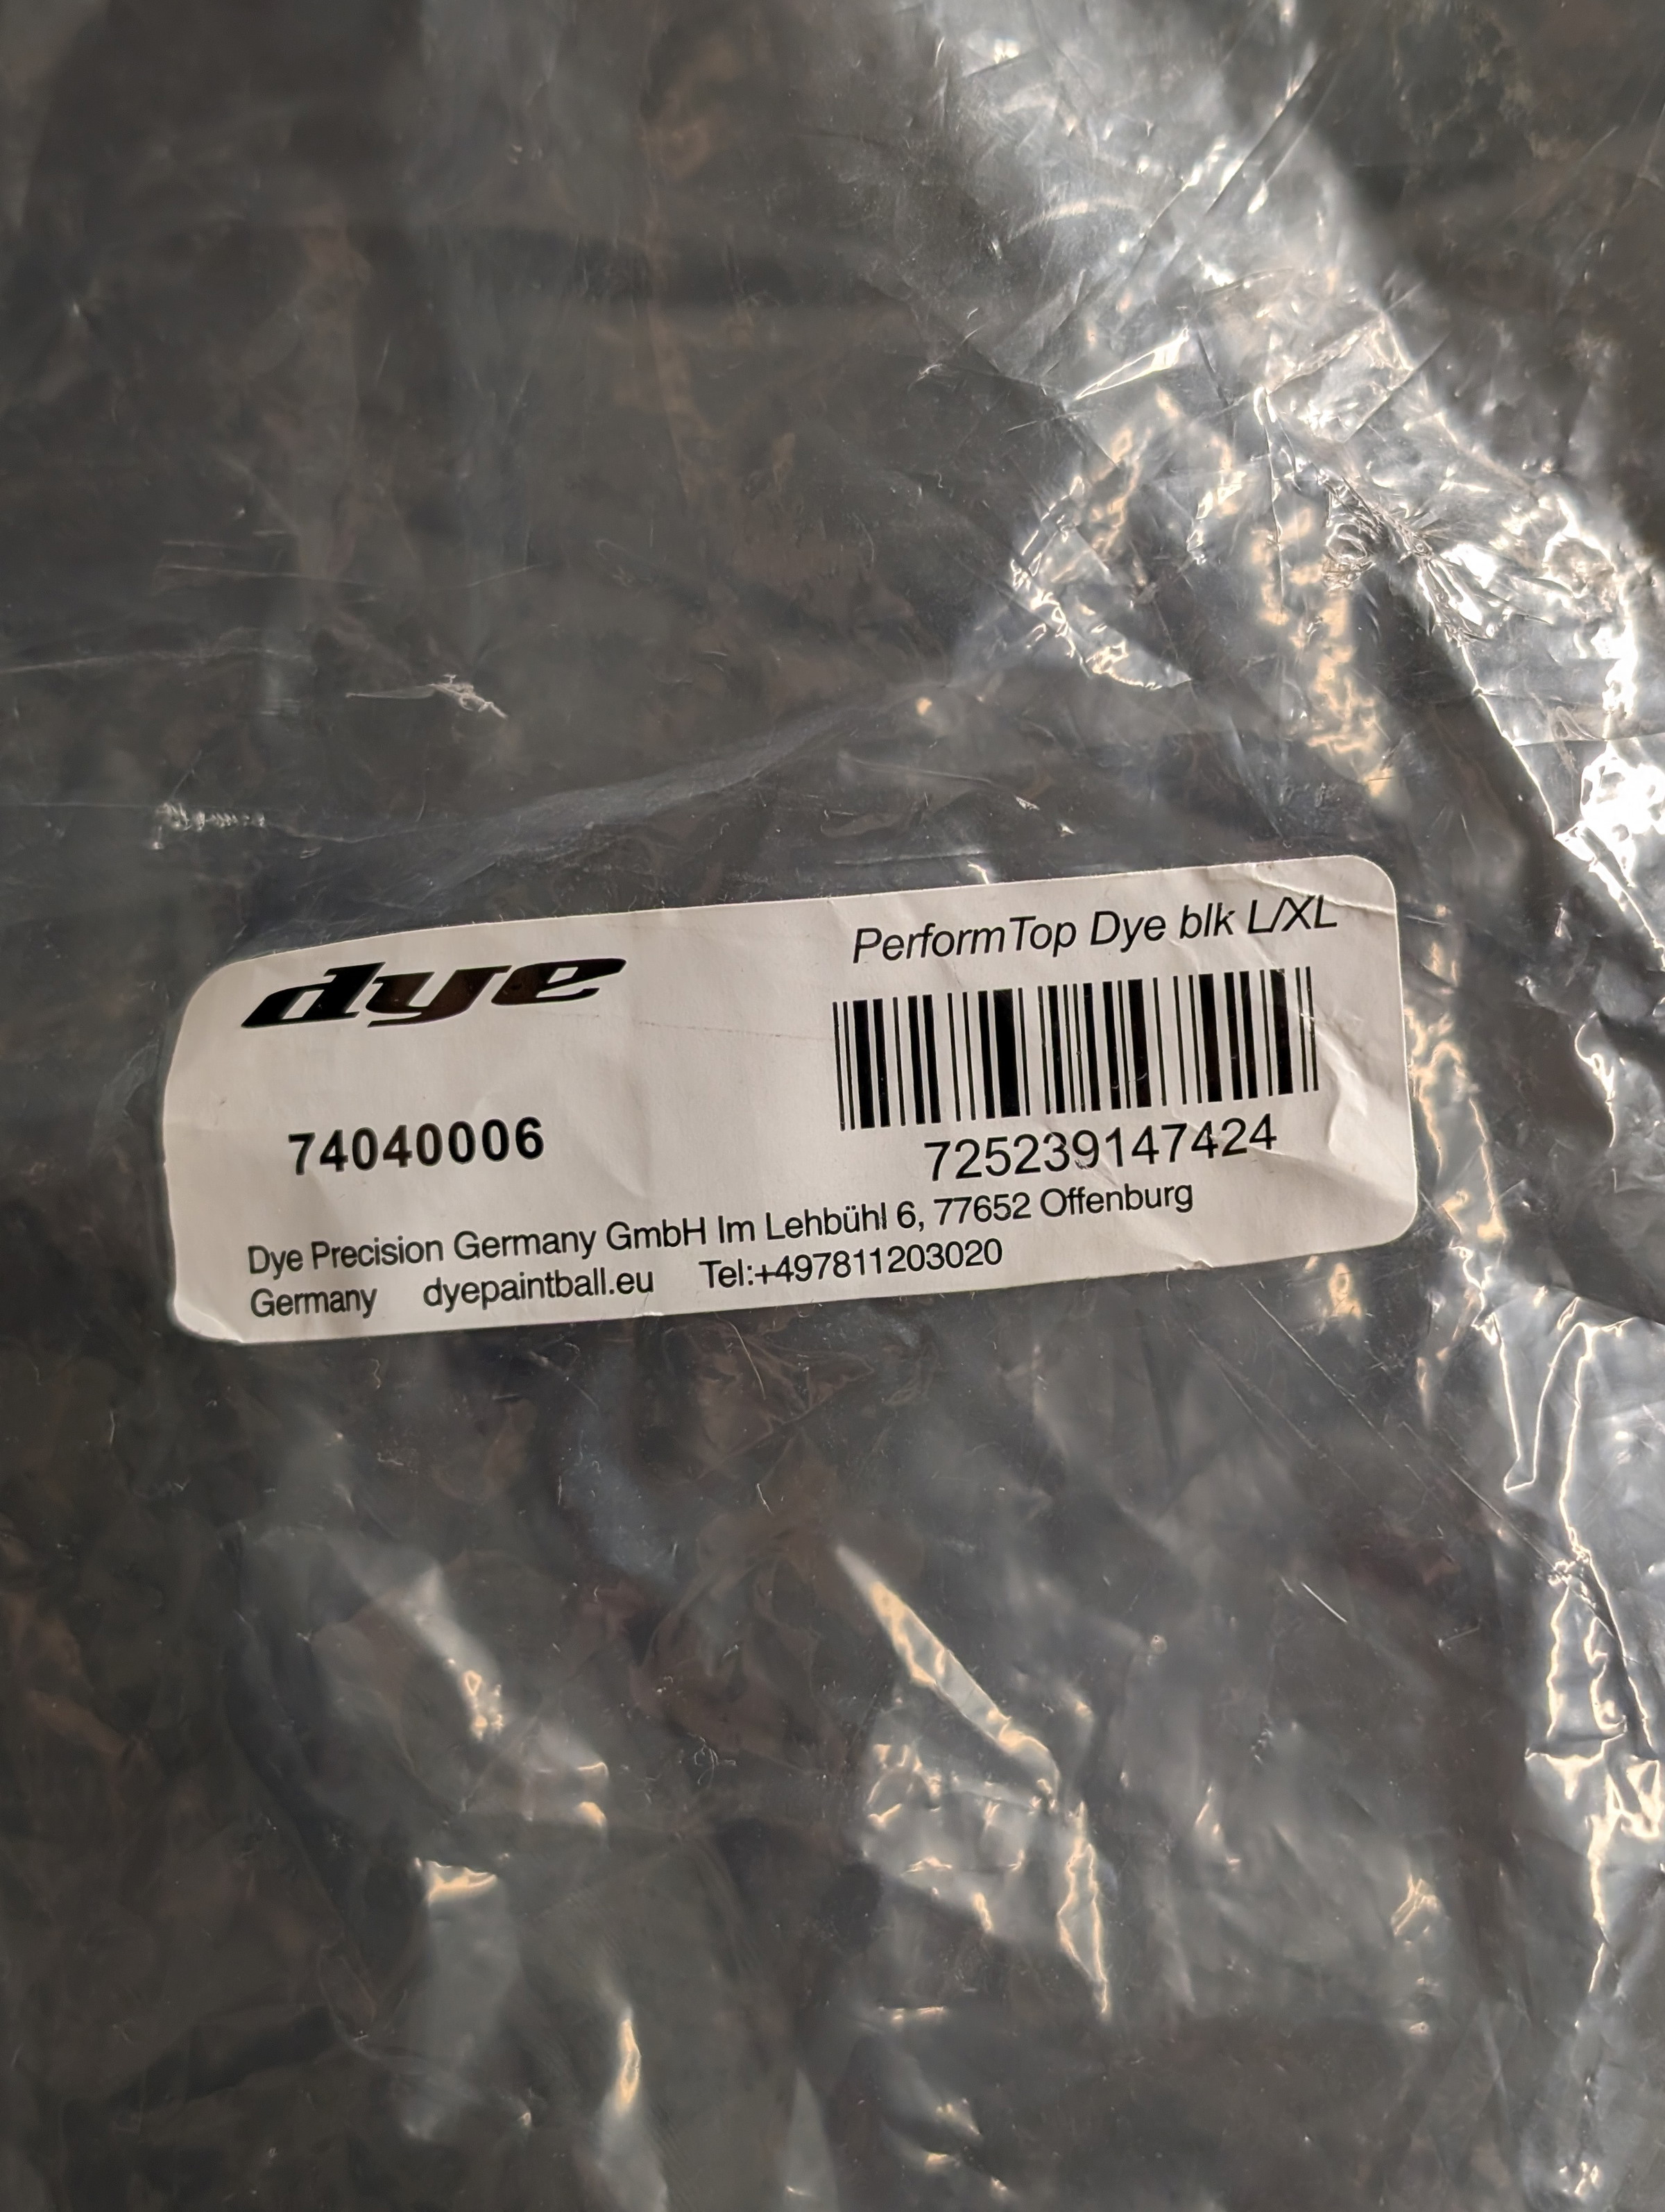 dye
PerformTop Dye blk L/XL
74040006
725239147424
Dye Precision Germany GmbH Im Lehbühl 6, 77652 Offenburg
Germany dyepaintball.eu Tel:+497811203020